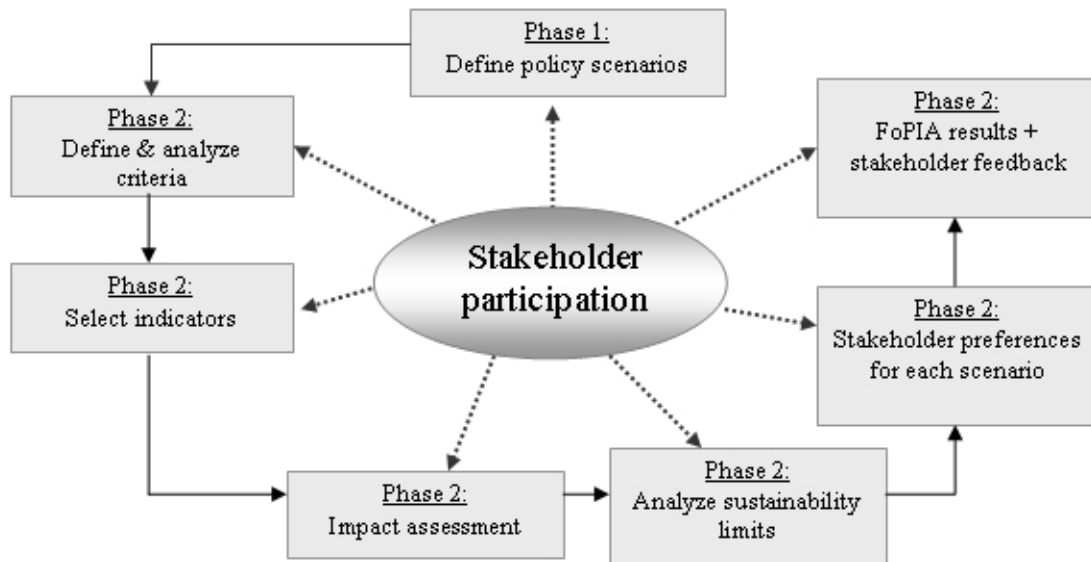 Phase 1:
Define policy scenarios
Phase 2:
Define & analyze
criteria
Phase 2:
Select indicators
Phase 2:
Impact assessment
Phase 2:
Analyze sustainability
limits
Phase 2:
Stakeholder preferences
for each scenario
Phase 2:
FoPIA results +
stakeholder feedback
Stakeholder
participation